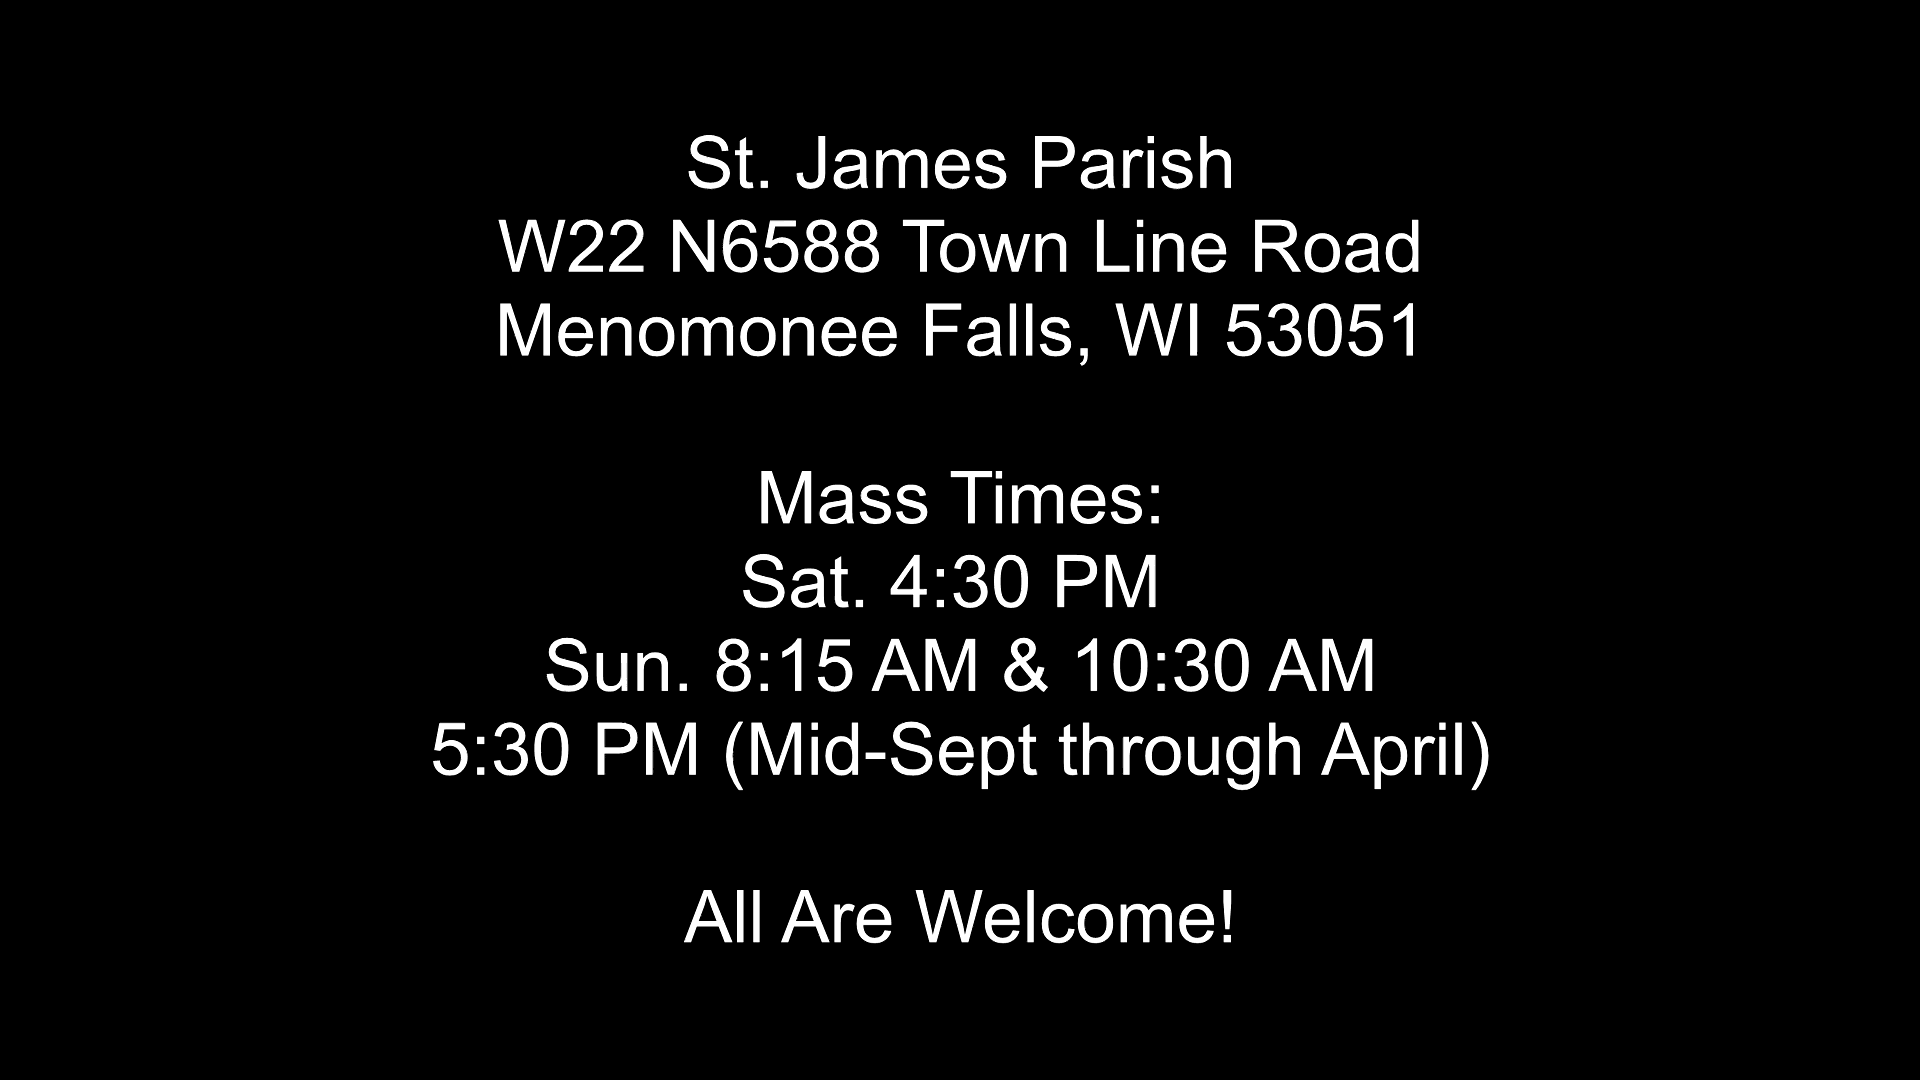 St. James Parish
W22 N6588 Town Line Road
Menomonee Falls, WI 53051
Mass Times:
Sat. 4:30 PM
Sun. 8:15 AM & 10:30 AM
5:30 PM (Mid-Sept through April)
All Are Welcome!